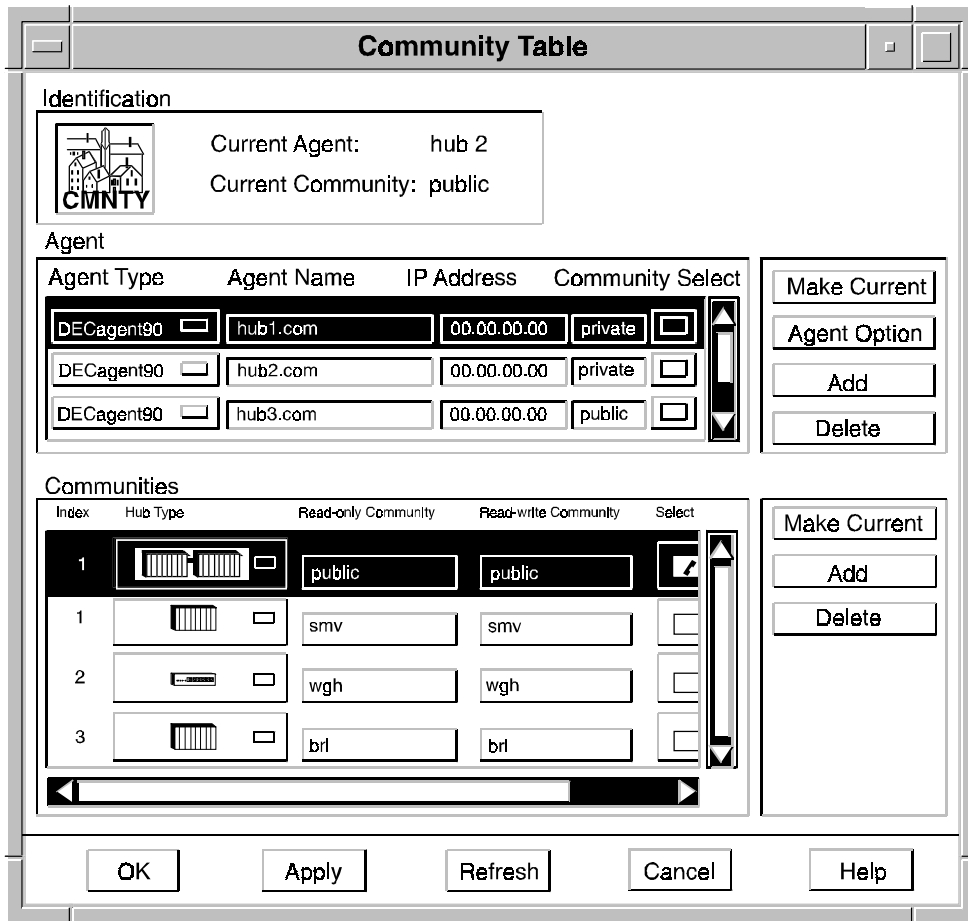 Community Table
Identification
CMNTY
Current Agent: hub 2
Current Community: public
Agent
Agent Type Agent Name IP Address Community Select
DECagent90 hub1.com 00.00.00.00 private
DECagent90 hub2.com 00.00.00.00 private
DECagent90 hub3.com 00.00.00.00 public
Make Current
Agent Option
Add
Delete
Communities
Index Hub Type Read-only Community Read-write Community Select
1 public public
1 smv smv
2 wgh wgh
3 brl brl
Make Current
Add
Delete
OK Apply Refresh Cancel Help